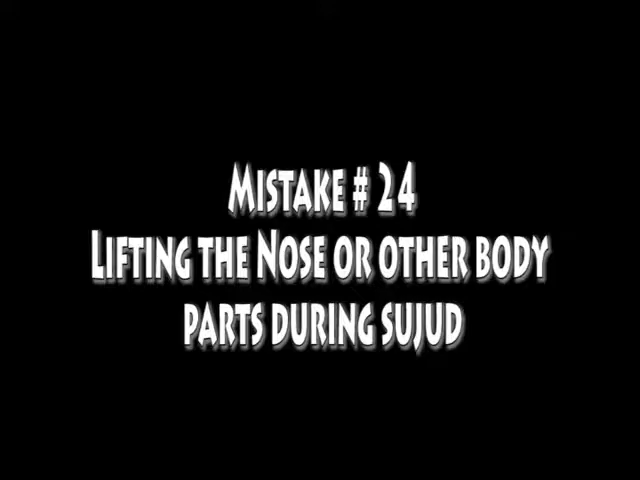 Mistake # 24
Lifting the Nose or other body
parts during sujud